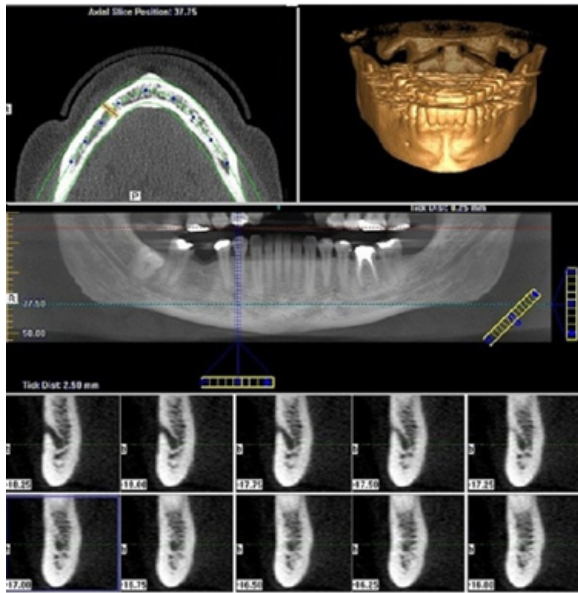 Axial Slice Position: 37.75
P
Tick Dist: 0.25 mm
R
37.50
50.00
Tick Dist: 2.50 mm
b
b
b
b
b
-18.25
-18.00
-17.75
-17.50
-17.25
b
b
b
b
b
-17.00
-16.75
-16.50
-16.25
-16.00